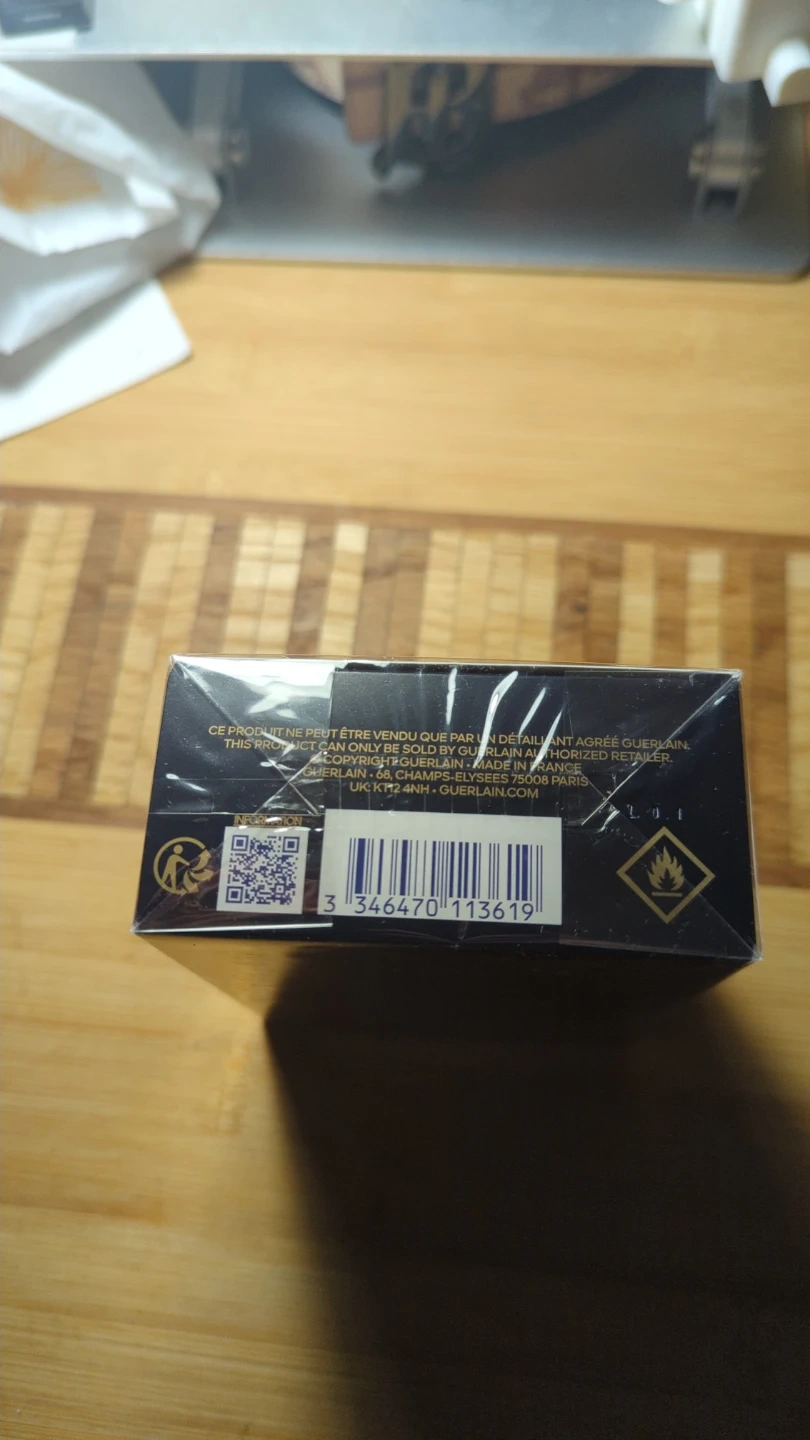 CE PRODUIT NE PEUT ÊTRE VENDU QUE PAR UN DÉTAILLANT AGRÉÉ GUERLAIN.
THIS PRODUCT CAN ONLY BE SOLD BY GUERLAIN AUTHORIZED RETAILER.
COPYRIGHT GUERLAIN • MADE IN FRANCE
GUERLAIN • 68, CHAMPS-ELYSEES 75008 PARIS
UK KT12 4NH • GUERLAIN.COM
INFORMATION
3 346470 113619